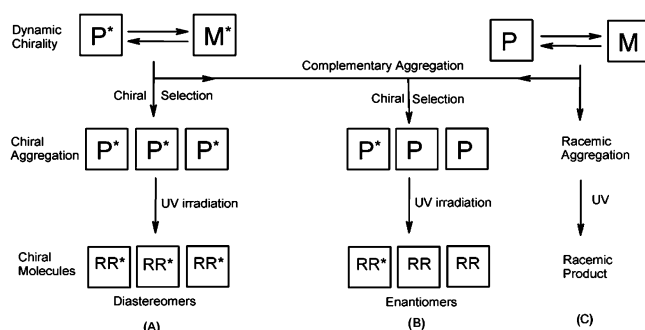 Dynamic
Chirality
P* M*
P M
Complementary Aggregation
Chiral Selection
Chiral Selection
Chiral
Aggregation
P* P* P*
P* P P
Racemic
Aggregation
UV irradiation
UV irradiation
UV
Chiral
Molecules
RR* RR* RR*
RR* RR RR
Racemic
Product
Diastereomers
Enantiomers
(A)
(B)
(C)